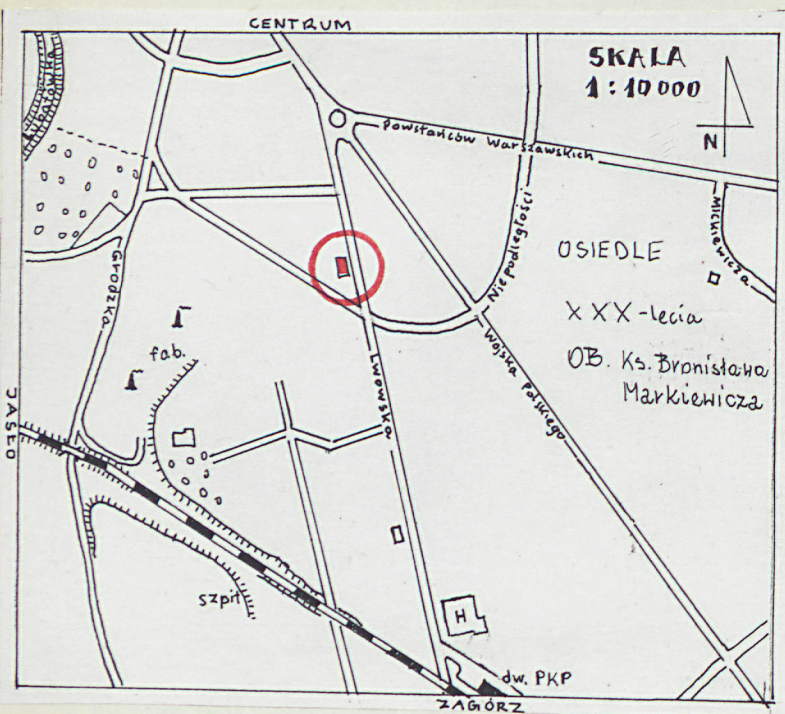 CENTRUM
SKALA
1:10 000
N
Powstańców Warszawskich
Mickiewicza
Niepodległości
OSIEDLE
XXX-lecia
OB. Ks. Bronisława
Markiewicza
Grodzka
fab.
Lwowska
Wojska Polskiego
JASŁO
szpit
H
dw. PKP
ZAGÓRZ